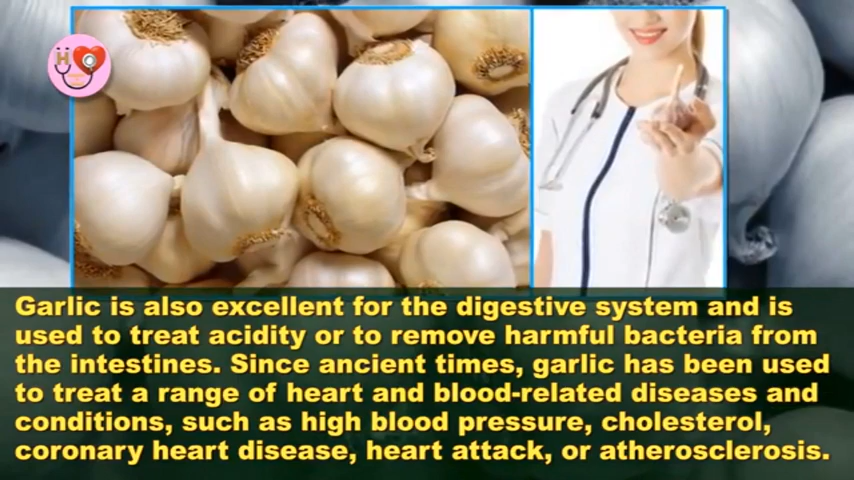 H
Garlic is also excellent for the digestive system and is
used to treat acidity or to remove harmful bacteria from
the intestines. Since ancient times, garlic has been used
to treat a range of heart and blood-related diseases and
conditions, such as high blood pressure, cholesterol,
coronary heart disease, heart attack, or atherosclerosis.